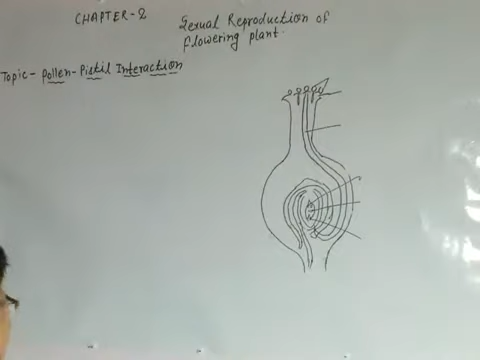 CHAPTER-2
Sexual Reproduction of
flowering plant.
Topic - Pollen-Pistil Interaction